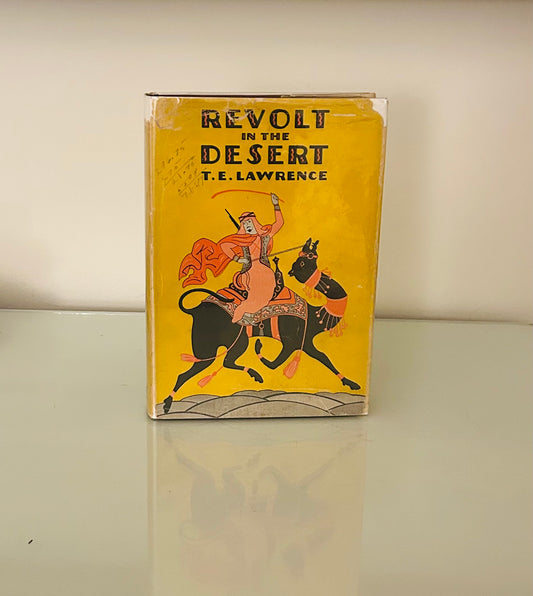 REVOLT
IN THE
DESERT
T.E. LAWRENCE